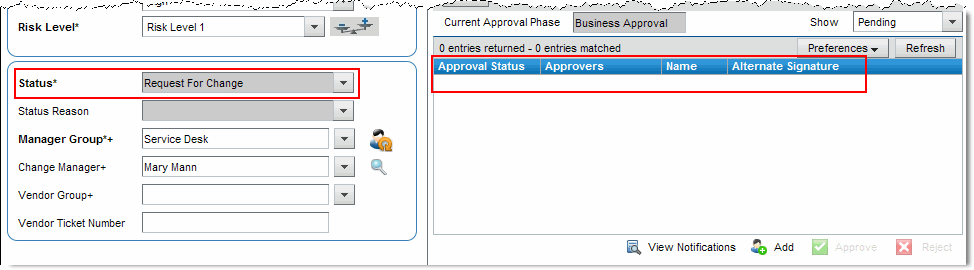 Risk Level* Risk Level 1
Status* Request For Change
Status Reason
Manager Group*+ Service Desk
Change Manager+ Mary Mann
Vendor Group+
Vendor Ticket Number
Current Approval Phase Business Approval Show Pending
0 entries returned - 0 entries matched Preferences Refresh
Approval Status Approvers Name Alternate Signature
View Notifications Add Approve Reject